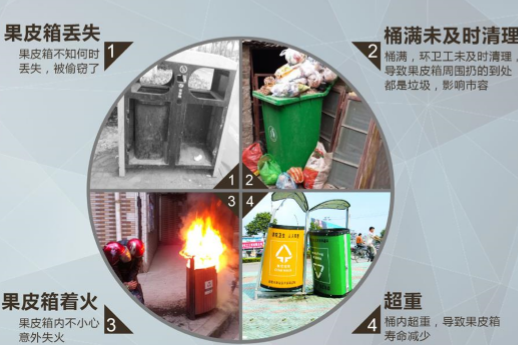 果皮箱丢失
果皮箱不知何时
丢失，被偷窃了
1
桶满未及时清理
2
桶满，环卫工未及时清理，
导致果皮箱周围扔的到处
都是垃圾，影响市容
1
2
3
4
果皮箱着火
果皮箱内不小心
意外失火
3
超重
4
桶内超重，导致果皮箱
寿命减少